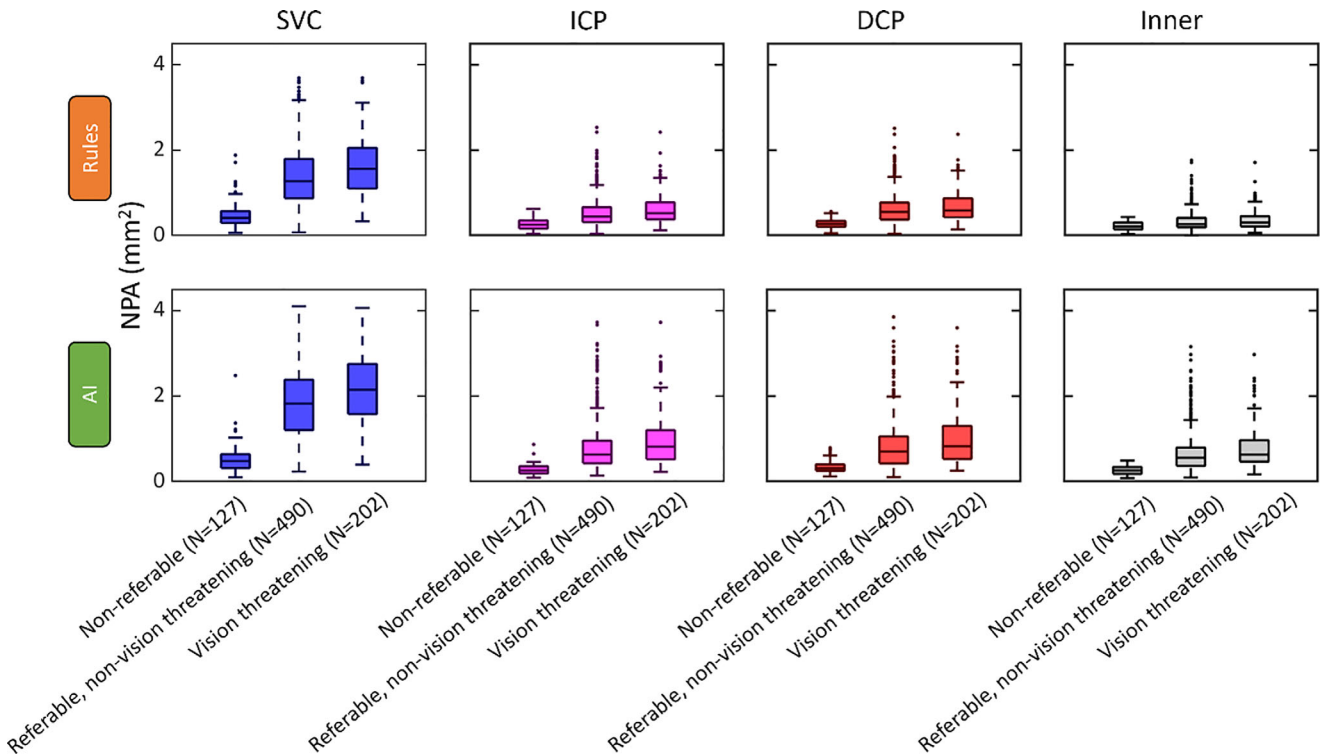 SVC
ICP
DCP
Inner
Rules
AI
NPA (mm²)
4
2
0
4
2
0
Non-referable (N=127)
Referable, non-vision threatening (N=490)
Vision threatening (N=202)
Non-referable (N=127)
Referable, non-vision threatening (N=490)
Vision threatening (N=202)
Non-referable (N=127)
Referable, non-vision threatening (N=490)
Vision threatening (N=202)
Non-referable (N=127)
Referable, non-vision threatening (N=490)
Vision threatening (N=202)